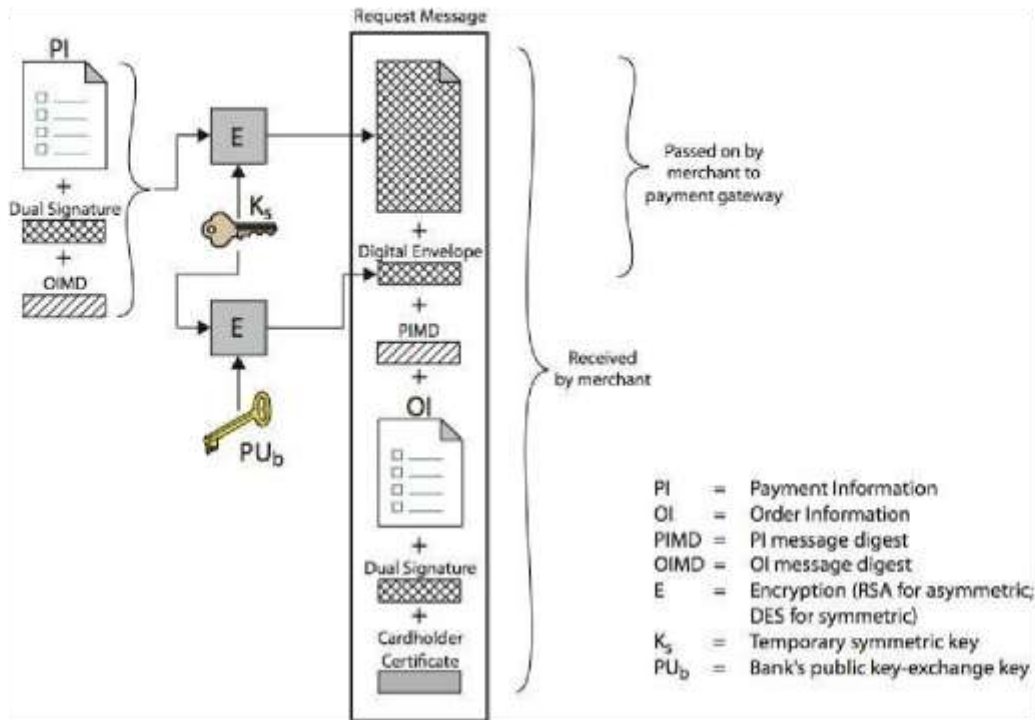 Request Message
PI
+
Dual Signature
+
OIMD
E
Ks
E
PUb
+
Digital Envelope
+
PIMD
+
OI
+
Dual Signature
+
Cardholder
Certificate
Passed on by
merchant to
payment gateway
Received
by merchant
PI = Payment Information
OI = Order Information
PIMD = PI message digest
OIMD = OI message digest
E = Encryption (RSA for asymmetric;
DES for symmetric)
Ks = Temporary symmetric key
PUb = Bank's public key-exchange key